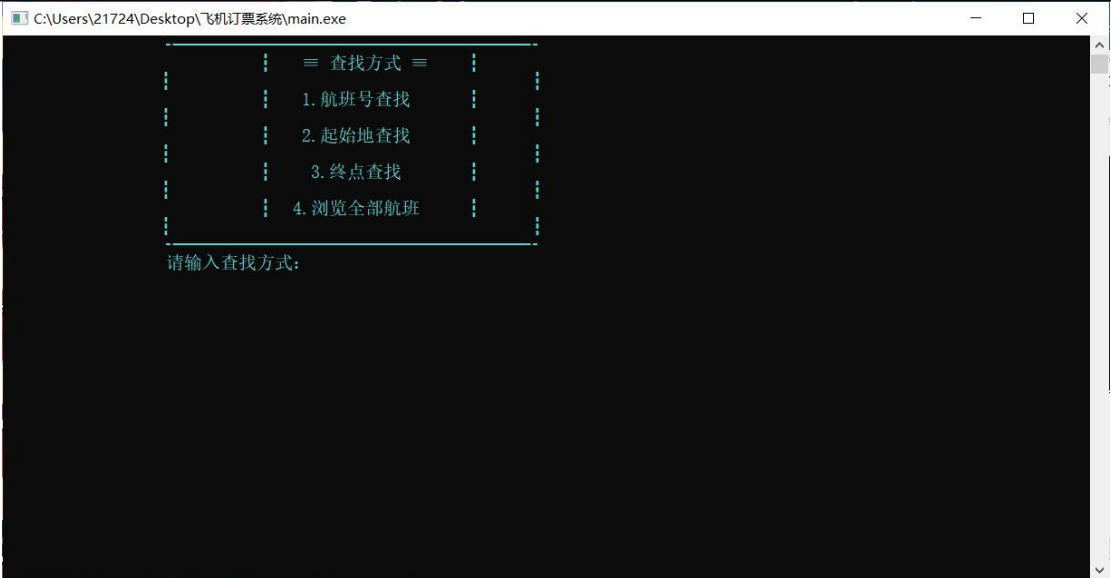 C:\Users\21724\Desktop\飞机订票系统\main.exe
≡ 查找方式 ≡
1.航班号查找
2.起始地查找
3.终点查找
4.浏览全部航班
请输入查找方式: